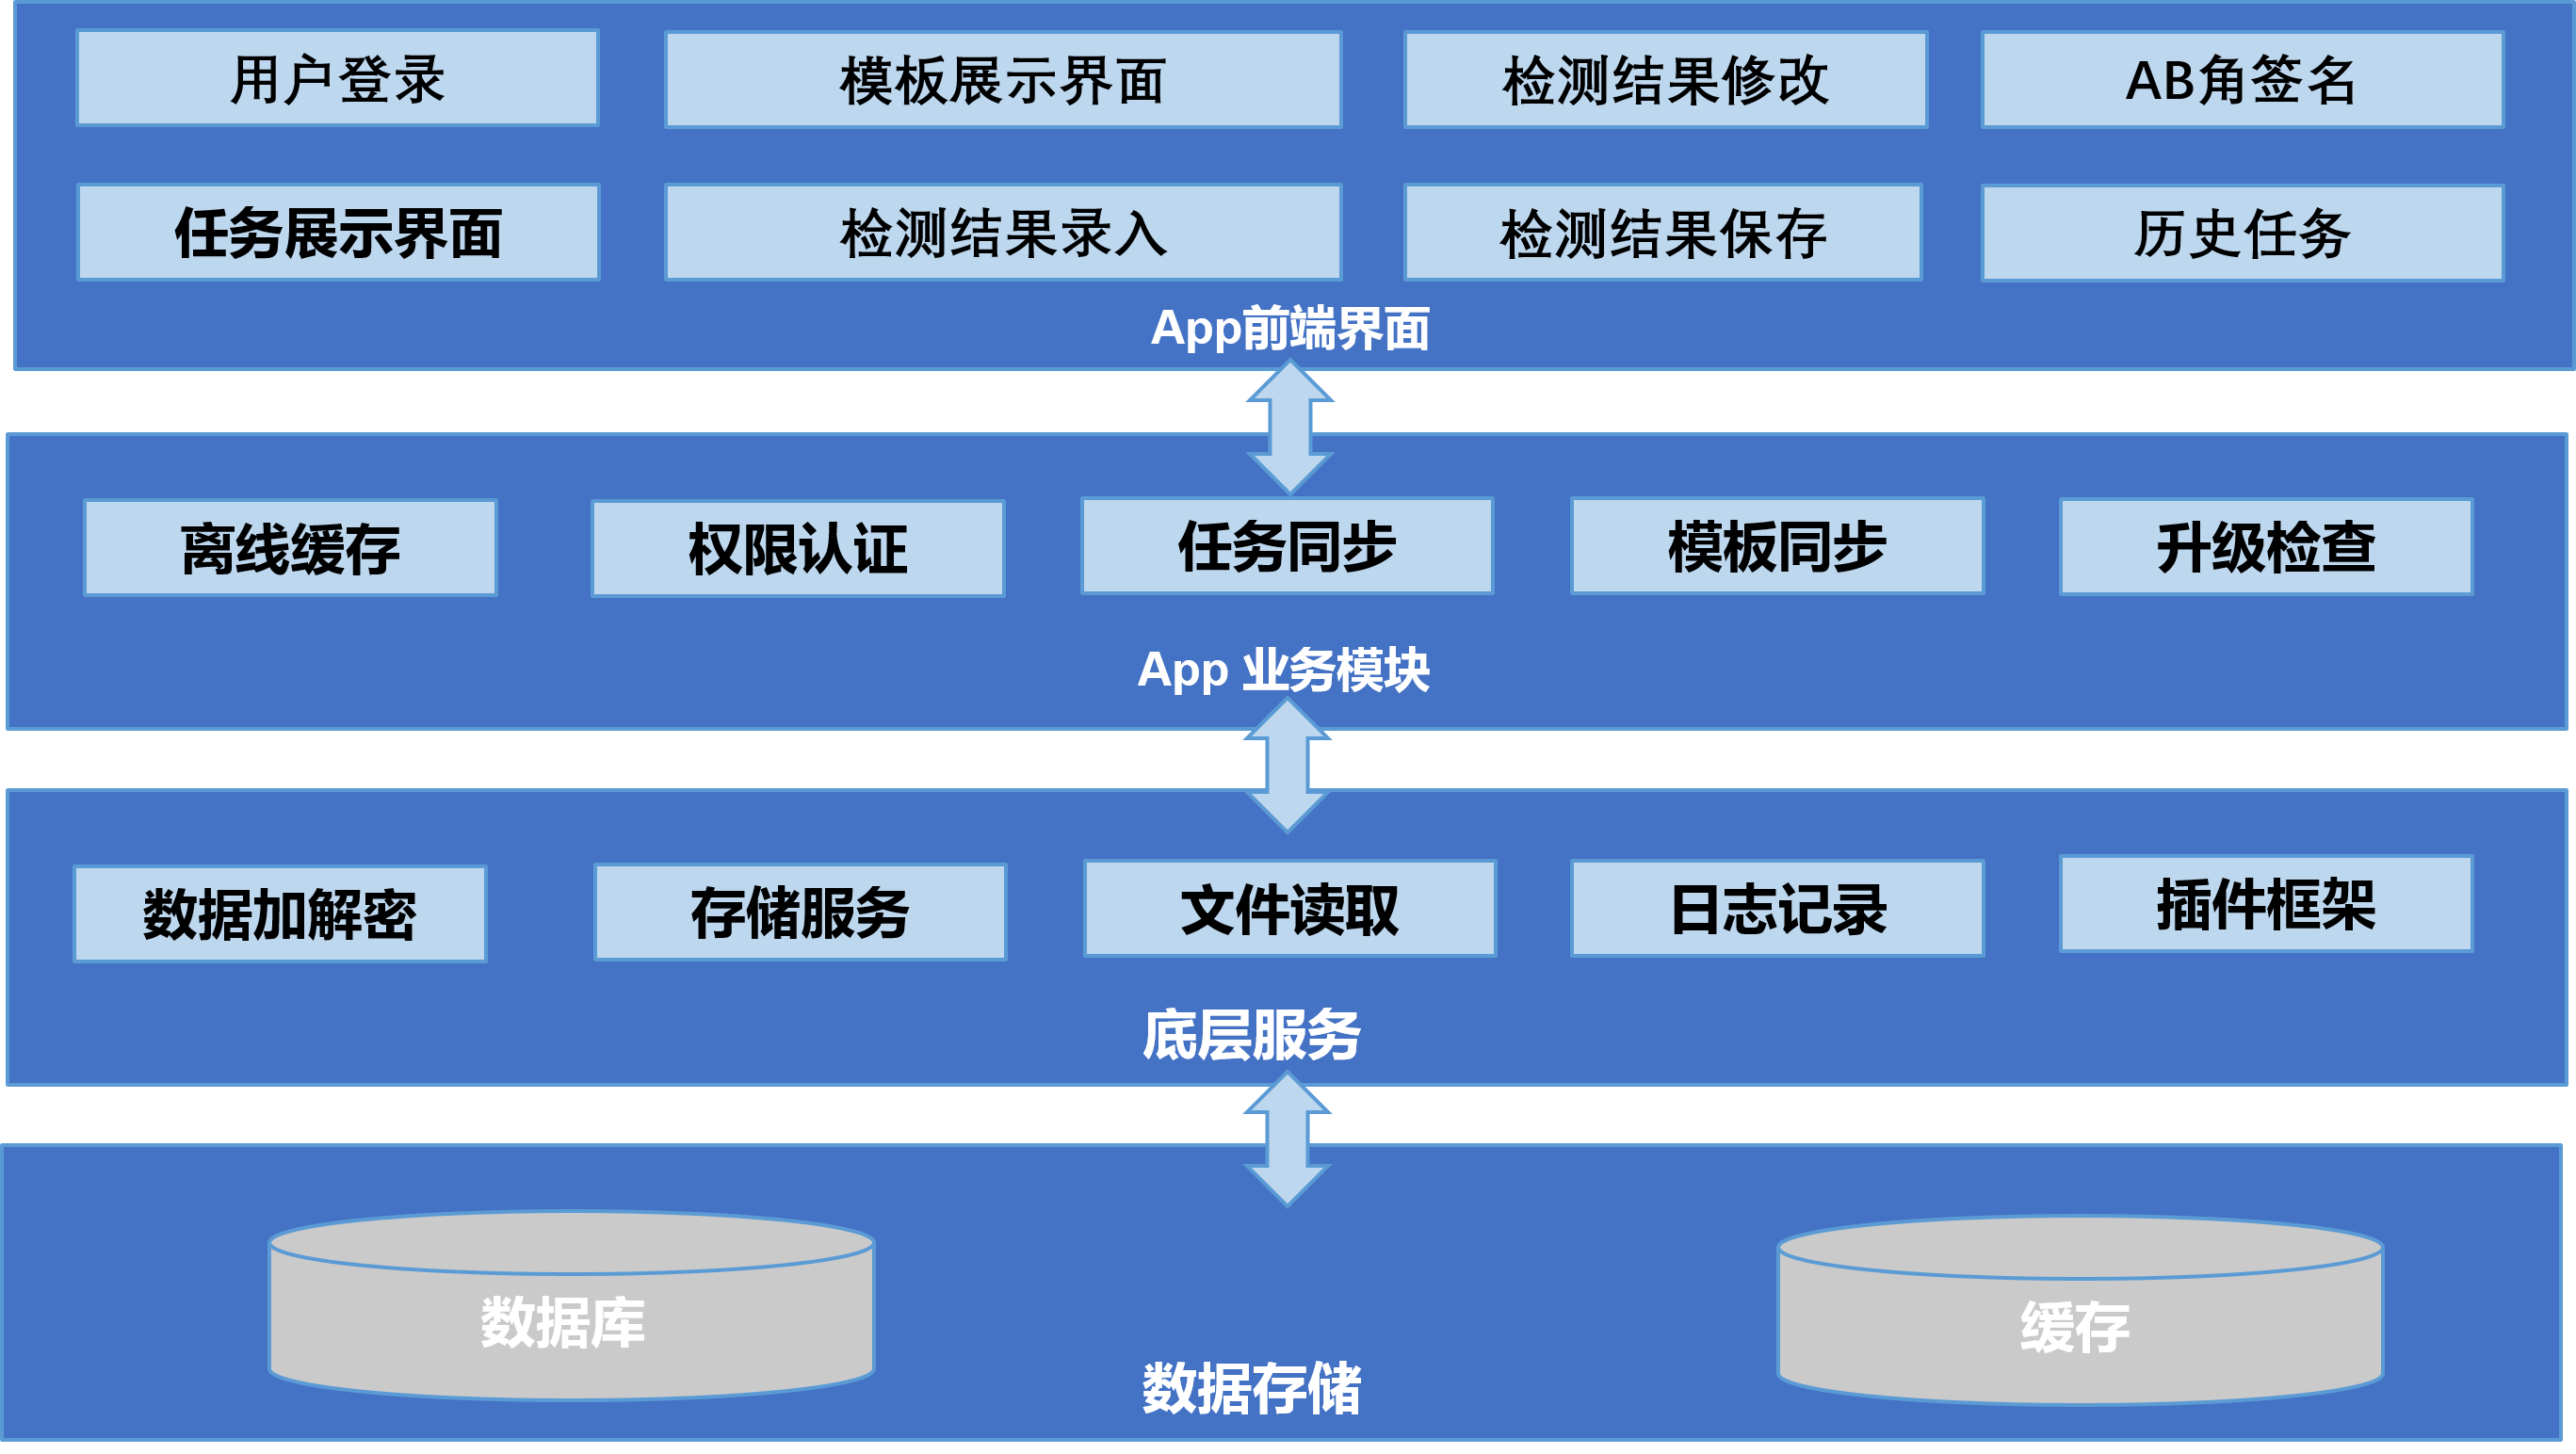 用户登录
模板展示界面
检测结果修改
AB角签名
任务展示界面
检测结果录入
检测结果保存
历史任务
App前端界面
离线缓存
权限认证
任务同步
模板同步
升级检查
App 业务模块
数据加解密
存储服务
文件读取
日志记录
插件框架
底层服务
数据库
缓存
数据存储